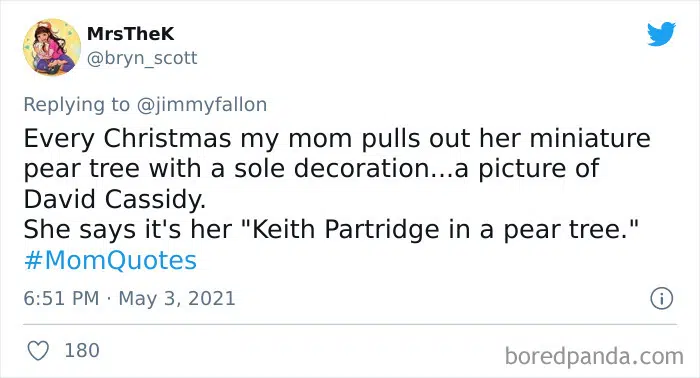 MrsTheK
@bryn_scott
Replying to @jimmyfallon
Every Christmas my mom pulls out her miniature
pear tree with a sole decoration...a picture of
David Cassidy.
She says it's her "Keith Partridge in a pear tree."
#MomQuotes
6:51 PM · May 3, 2021
180
boredpanda.com